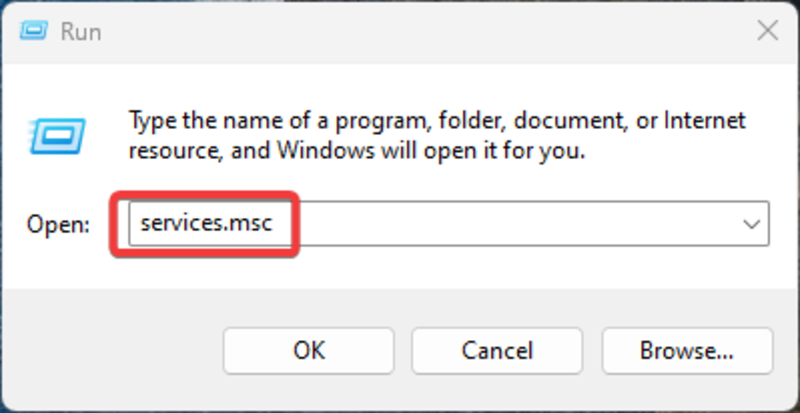 Run
Type the name of a program, folder, document, or Internet
resource, and Windows will open it for you.
Open: services.msc
OK Cancel Browse...